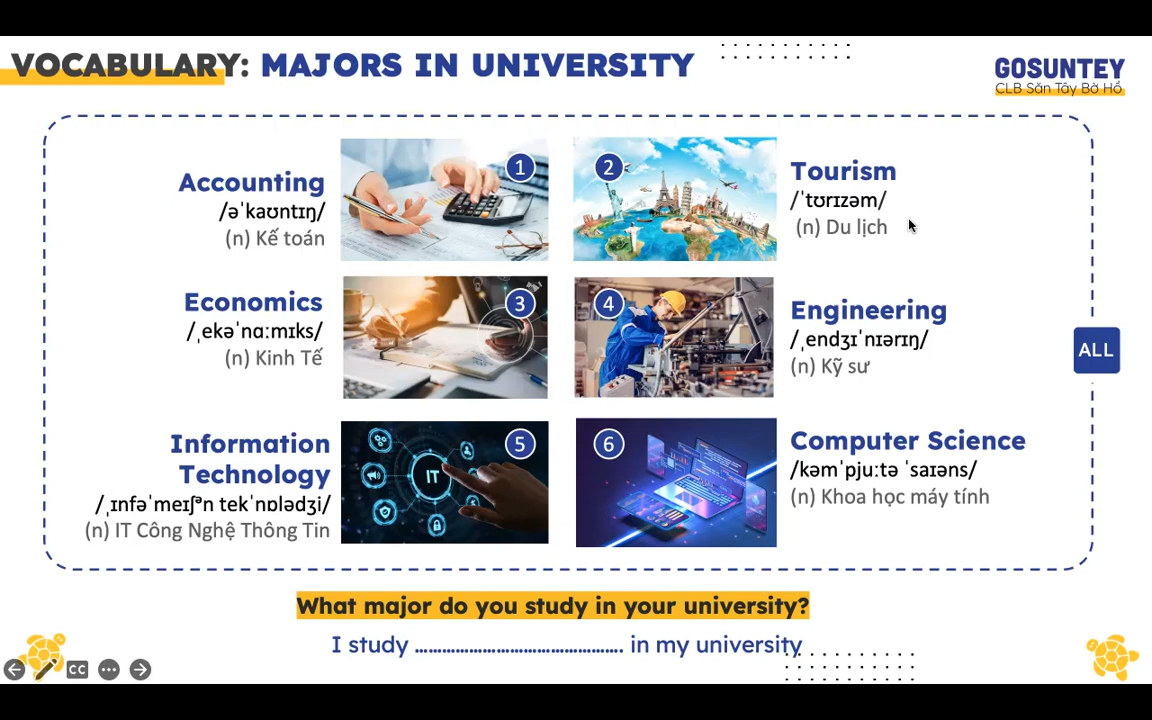 VOCABULARY: MAJORS IN UNIVERSITY
GOSUNTEY
CLB Săn Tây Bờ Hồ
Accounting
/əˈkaʊntɪŋ/
(n) Kế toán
1
2
Tourism
/ˈtʊrɪzəm/
(n) Du lịch
Economics
/ˌekəˈnɑːmɪks/
(n) Kinh Tế
3
4
Engineering
/ˌendʒɪˈnɪərɪŋ/
(n) Kỹ sư
ALL
Information
Technology
/ˌɪnfəˈmeɪʃᵊn tekˈnɒlədʒi/
(n) IT Công Nghệ Thông Tin
IT
5
6
Computer Science
/kəmˈpjuːtə ˈsaɪəns/
(n) Khoa học máy tính
What major do you study in your university?
I study ........................................... in my university
CC